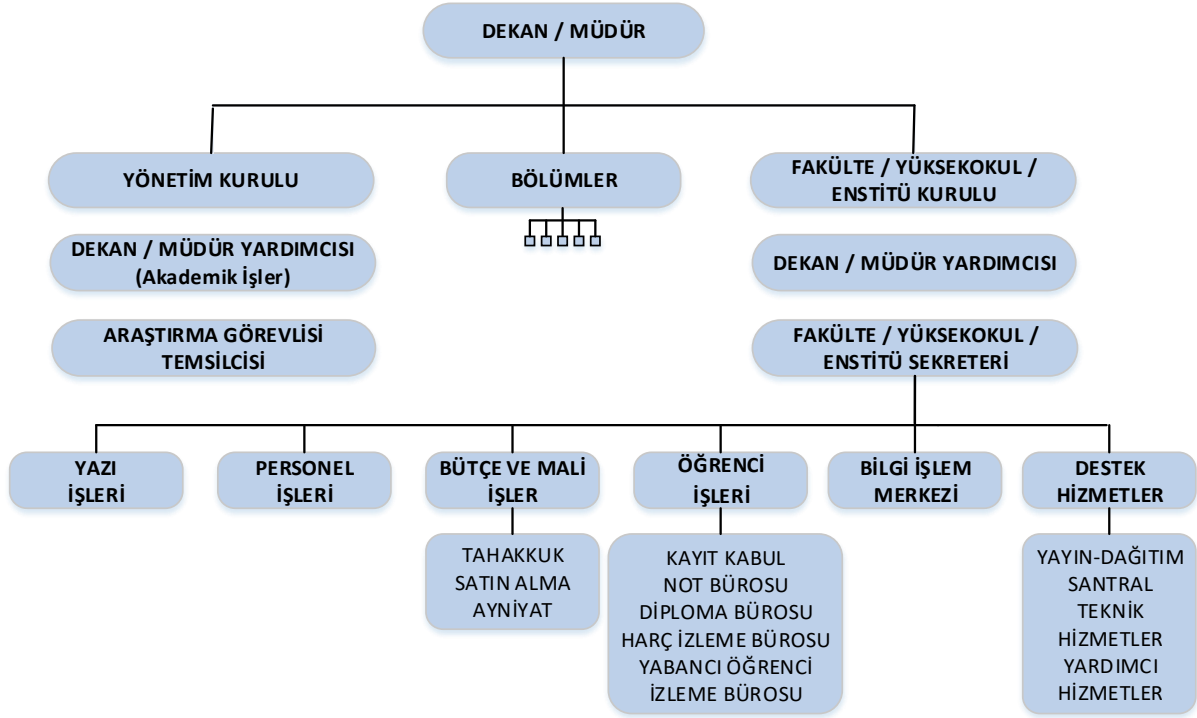 DEKAN / MÜDÜR
YÖNETİM KURULU
BÖLÜMLER
FAKÜLTE / YÜKSEKOKUL /
ENSTİTÜ KURULU
DEKAN / MÜDÜR YARDIMCISI
(Akademik İşler)
DEKAN / MÜDÜR YARDIMCISI
ARAŞTIRMA GÖREVLİSİ
TEMSİLCİSİ
FAKÜLTE / YÜKSEKOKUL /
ENSTİTÜ SEKRETERİ
YAZI
İŞLERİ
PERSONEL
İŞLERİ
BÜTÇE VE MALİ
İŞLER
ÖĞRENCİ
İŞLERİ
BİLGİ İŞLEM
MERKEZİ
DESTEK
HİZMETLER
TAHAKKUK
SATIN ALMA
AYNİYAT
KAYIT KABUL
NOT BÜROSU
DİPLOMA BÜROSU
HARÇ İZLEME BÜROSU
YABANCI ÖĞRENCİ
İZLEME BÜROSU
YAYIN-DAĞITIM
SANTRAL
TEKNİK
HİZMETLER
YARDIMCI
HİZMETLER